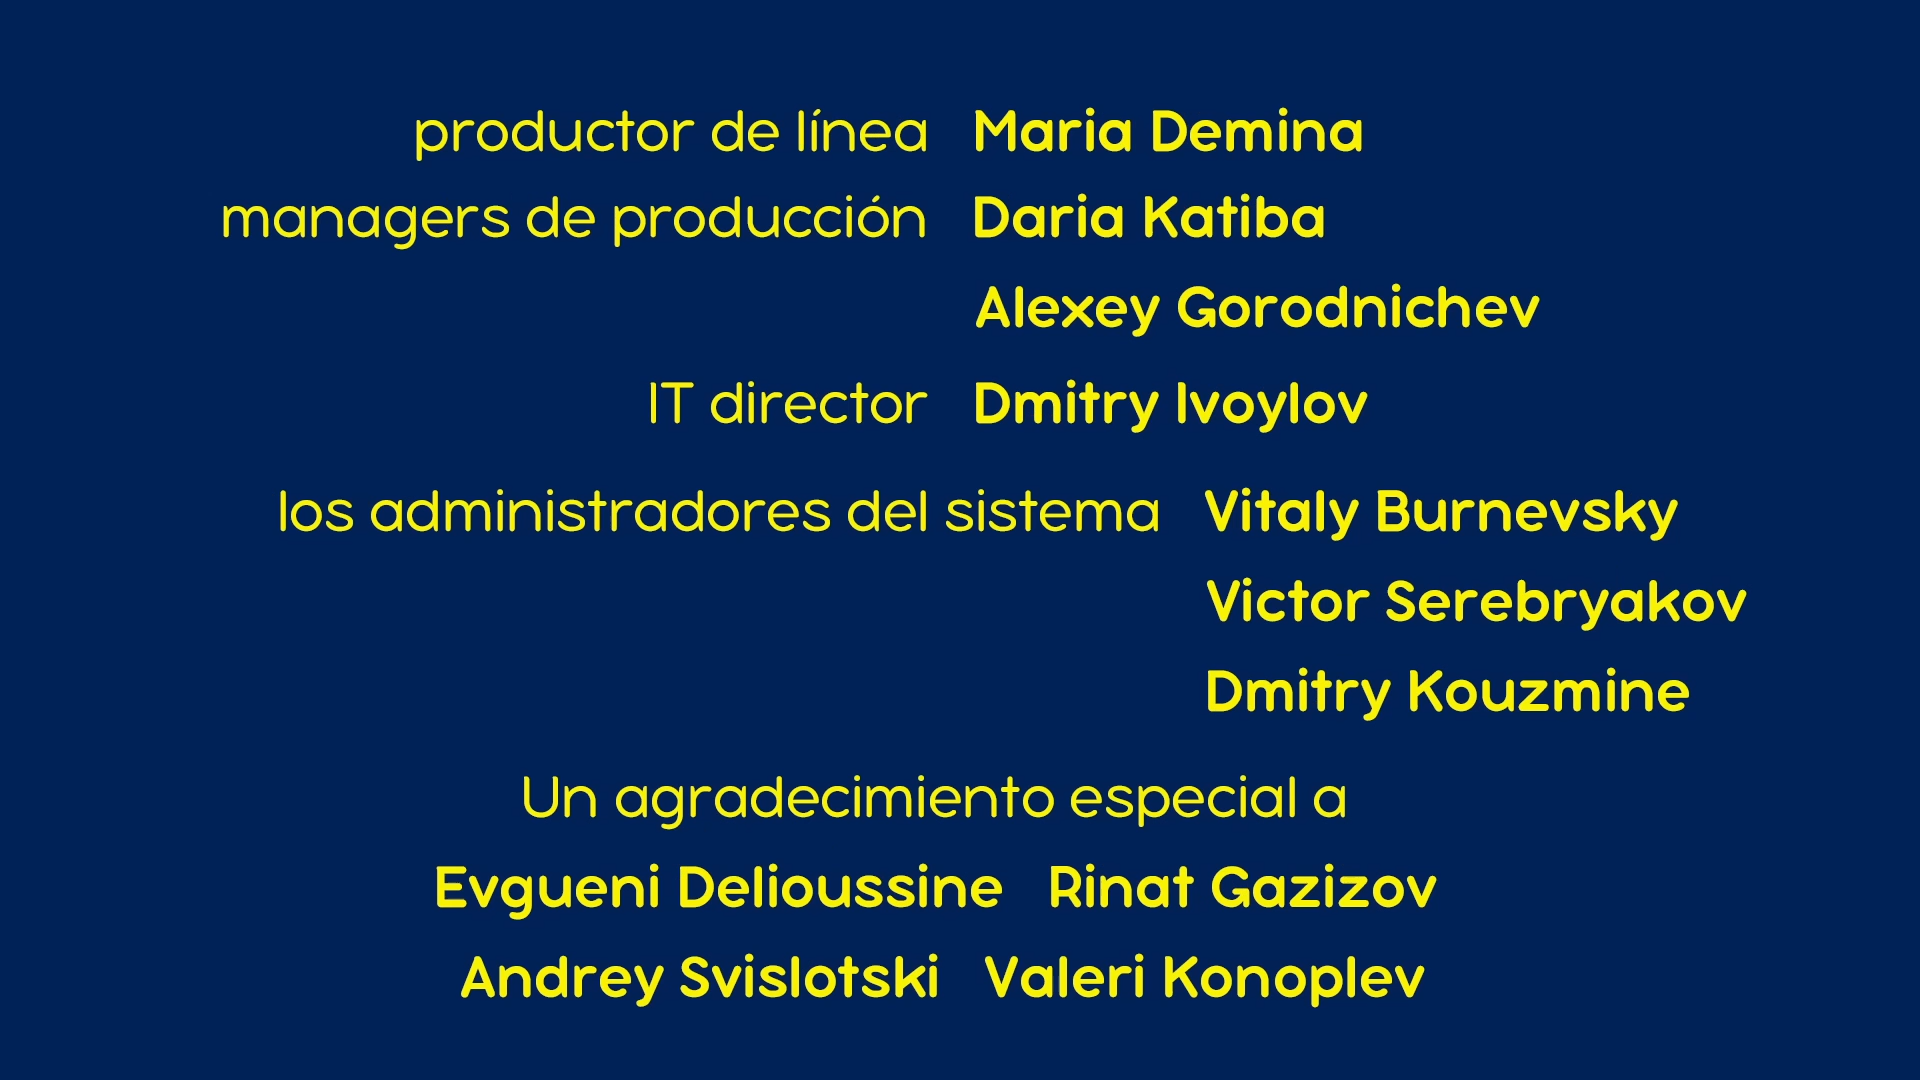 productor de línea Maria Demina
managers de producción Daria Katiba
Alexey Gorodnichev
IT director Dmitry Ivoylov
los administradores del sistema Vitaly Burnevsky
Victor Serebryakov
Dmitry Kouzmine
Un agradecimiento especial a
Evgueni Delioussine Rinat Gazizov
Andrey Svislotski Valeri Konoplev